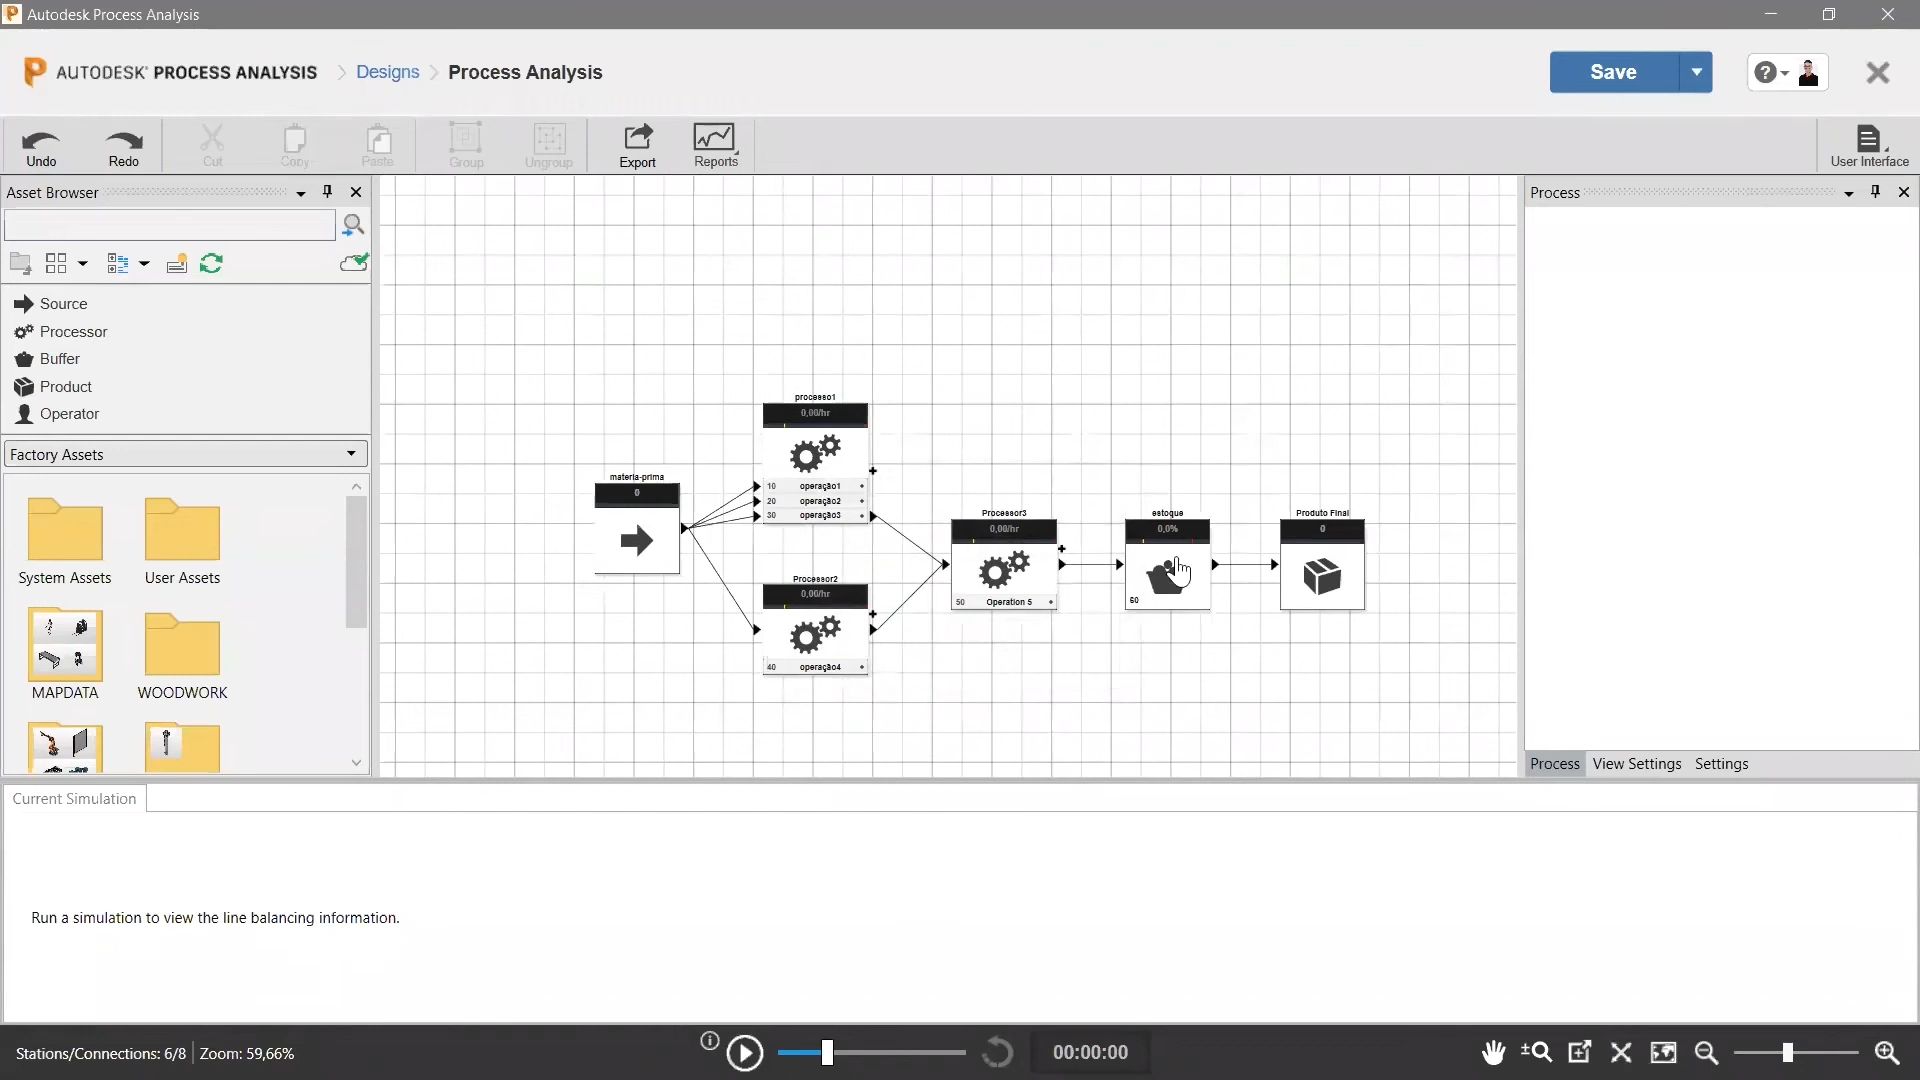 Autodesk Process Analysis
AUTODESK® PROCESS ANALYSIS
Designs
Process Analysis
Save
Undo
Redo
Cut
Copy
Paste
Group
Ungroup
Export
Reports
User Interface
Asset Browser
Source
Processor
Buffer
Product
Operator
Factory Assets
System Assets
User Assets
MAPDATA
WOODWORK
materia-prima
0
processo1
0,00/hr
10 operação1
20 operação2
30 operação3
Processor2
0,00/hr
40 operação4
Processor3
0,00/hr
50 Operation 5
estoque
0,0%
60
Produto Final
0
Process
Process
View Settings
Settings
Current Simulation
Run a simulation to view the line balancing information.
Stations/Connections: 6/8
Zoom: 59,66%
00:00:00